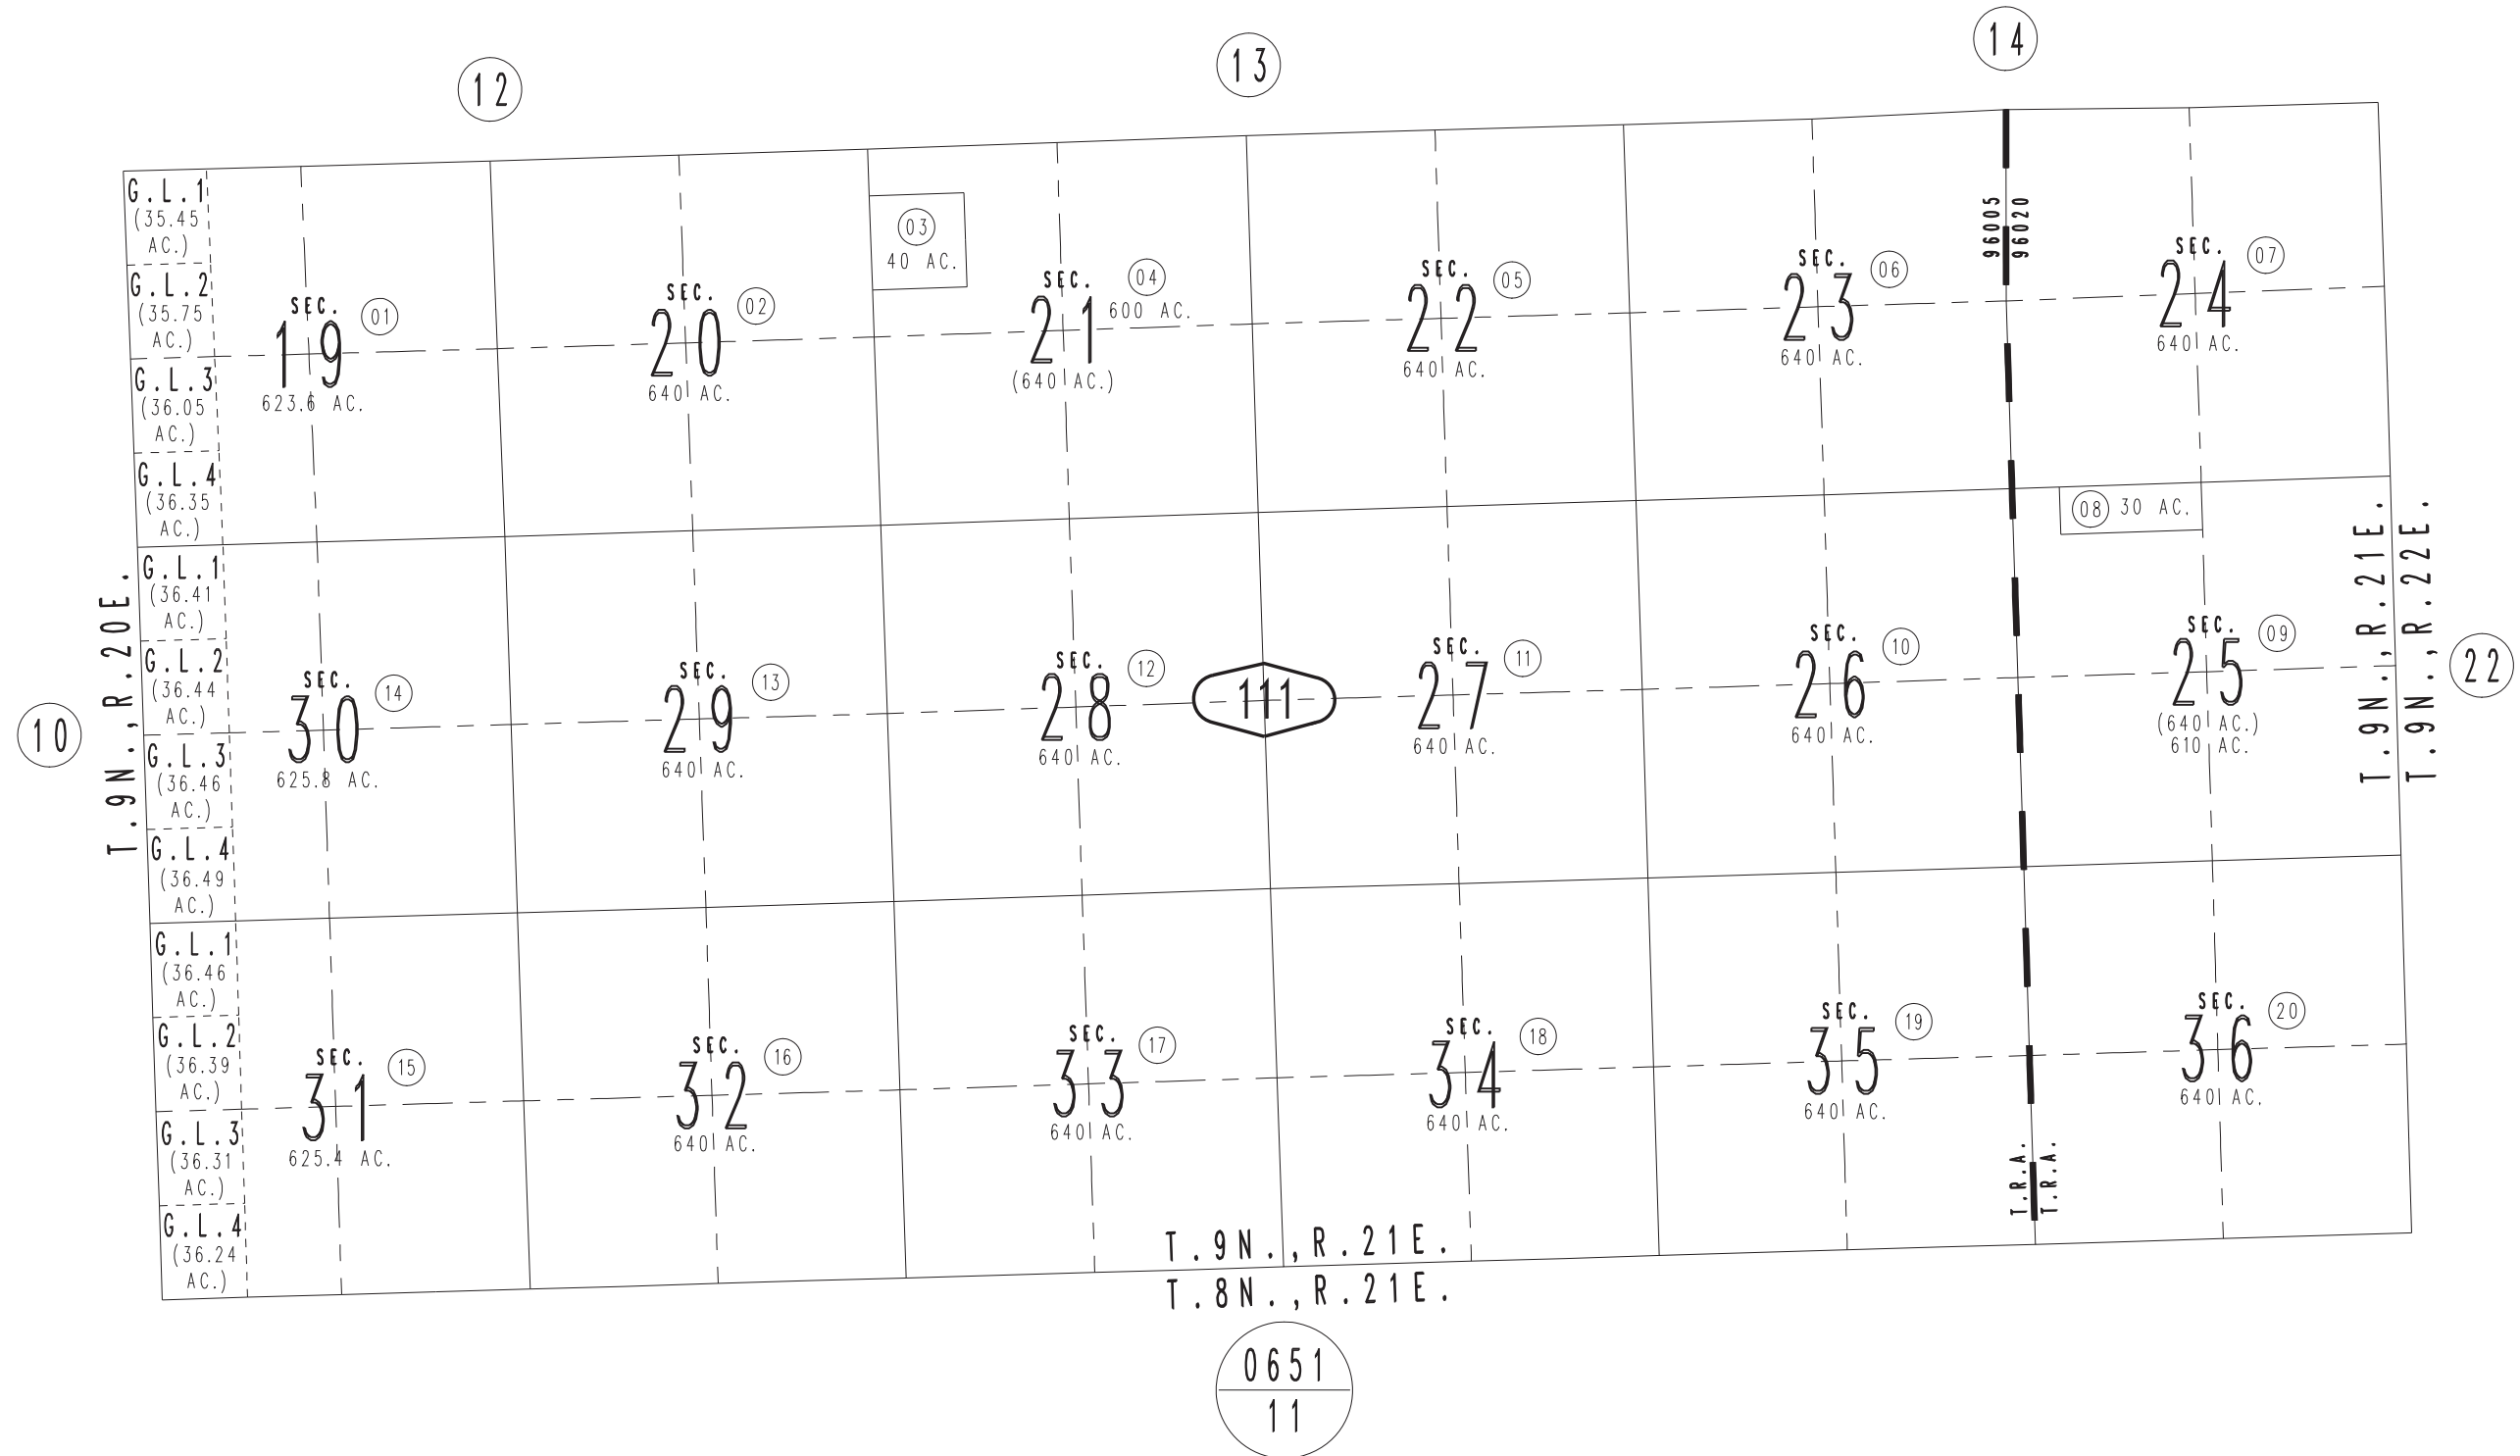 12
13
14
G.L.1
(35.45
AC.)
G.L.2
(35.75
AC.)
G.L.3
(36.05
AC.)
G.L.4
(36.35
AC.)
SEC.
19
01
623.6 AC.
SEC.
20
02
640 AC.
03
40 AC.
SEC.
21
04
600 AC.
(640 AC.)
SEC.
22
05
640 AC.
SEC.
23
06
640 AC.
96005
96020
SEC.
24
07
640 AC.
G.L.1
(36.41
AC.)
G.L.2
(36.44
AC.)
G.L.3
(36.46
AC.)
G.L.4
(36.49
AC.)
10
T.9N.,R.20E.
SEC.
30
14
625.8 AC.
SEC.
29
13
640 AC.
SEC.
28
12
640 AC.
111
SEC.
27
11
640 AC.
SEC.
26
10
640 AC.
08 30 AC.
SEC.
25
09
(640 AC.)
610 AC.
T.9N.,R.21E.
T.9N.,R.22E.
22
G.L.1
(36.46
AC.)
G.L.2
(36.39
AC.)
G.L.3
(36.31
AC.)
G.L.4
(36.24
AC.)
SEC.
31
15
625.4 AC.
SEC.
32
16
640 AC.
SEC.
33
17
640 AC.
SEC.
34
18
640 AC.
SEC.
35
19
640 AC.
T.R.A.
T.R.A.
SEC.
36
20
640 AC.
T.9N.,R.21E.
T.8N.,R.21E.
0651
11